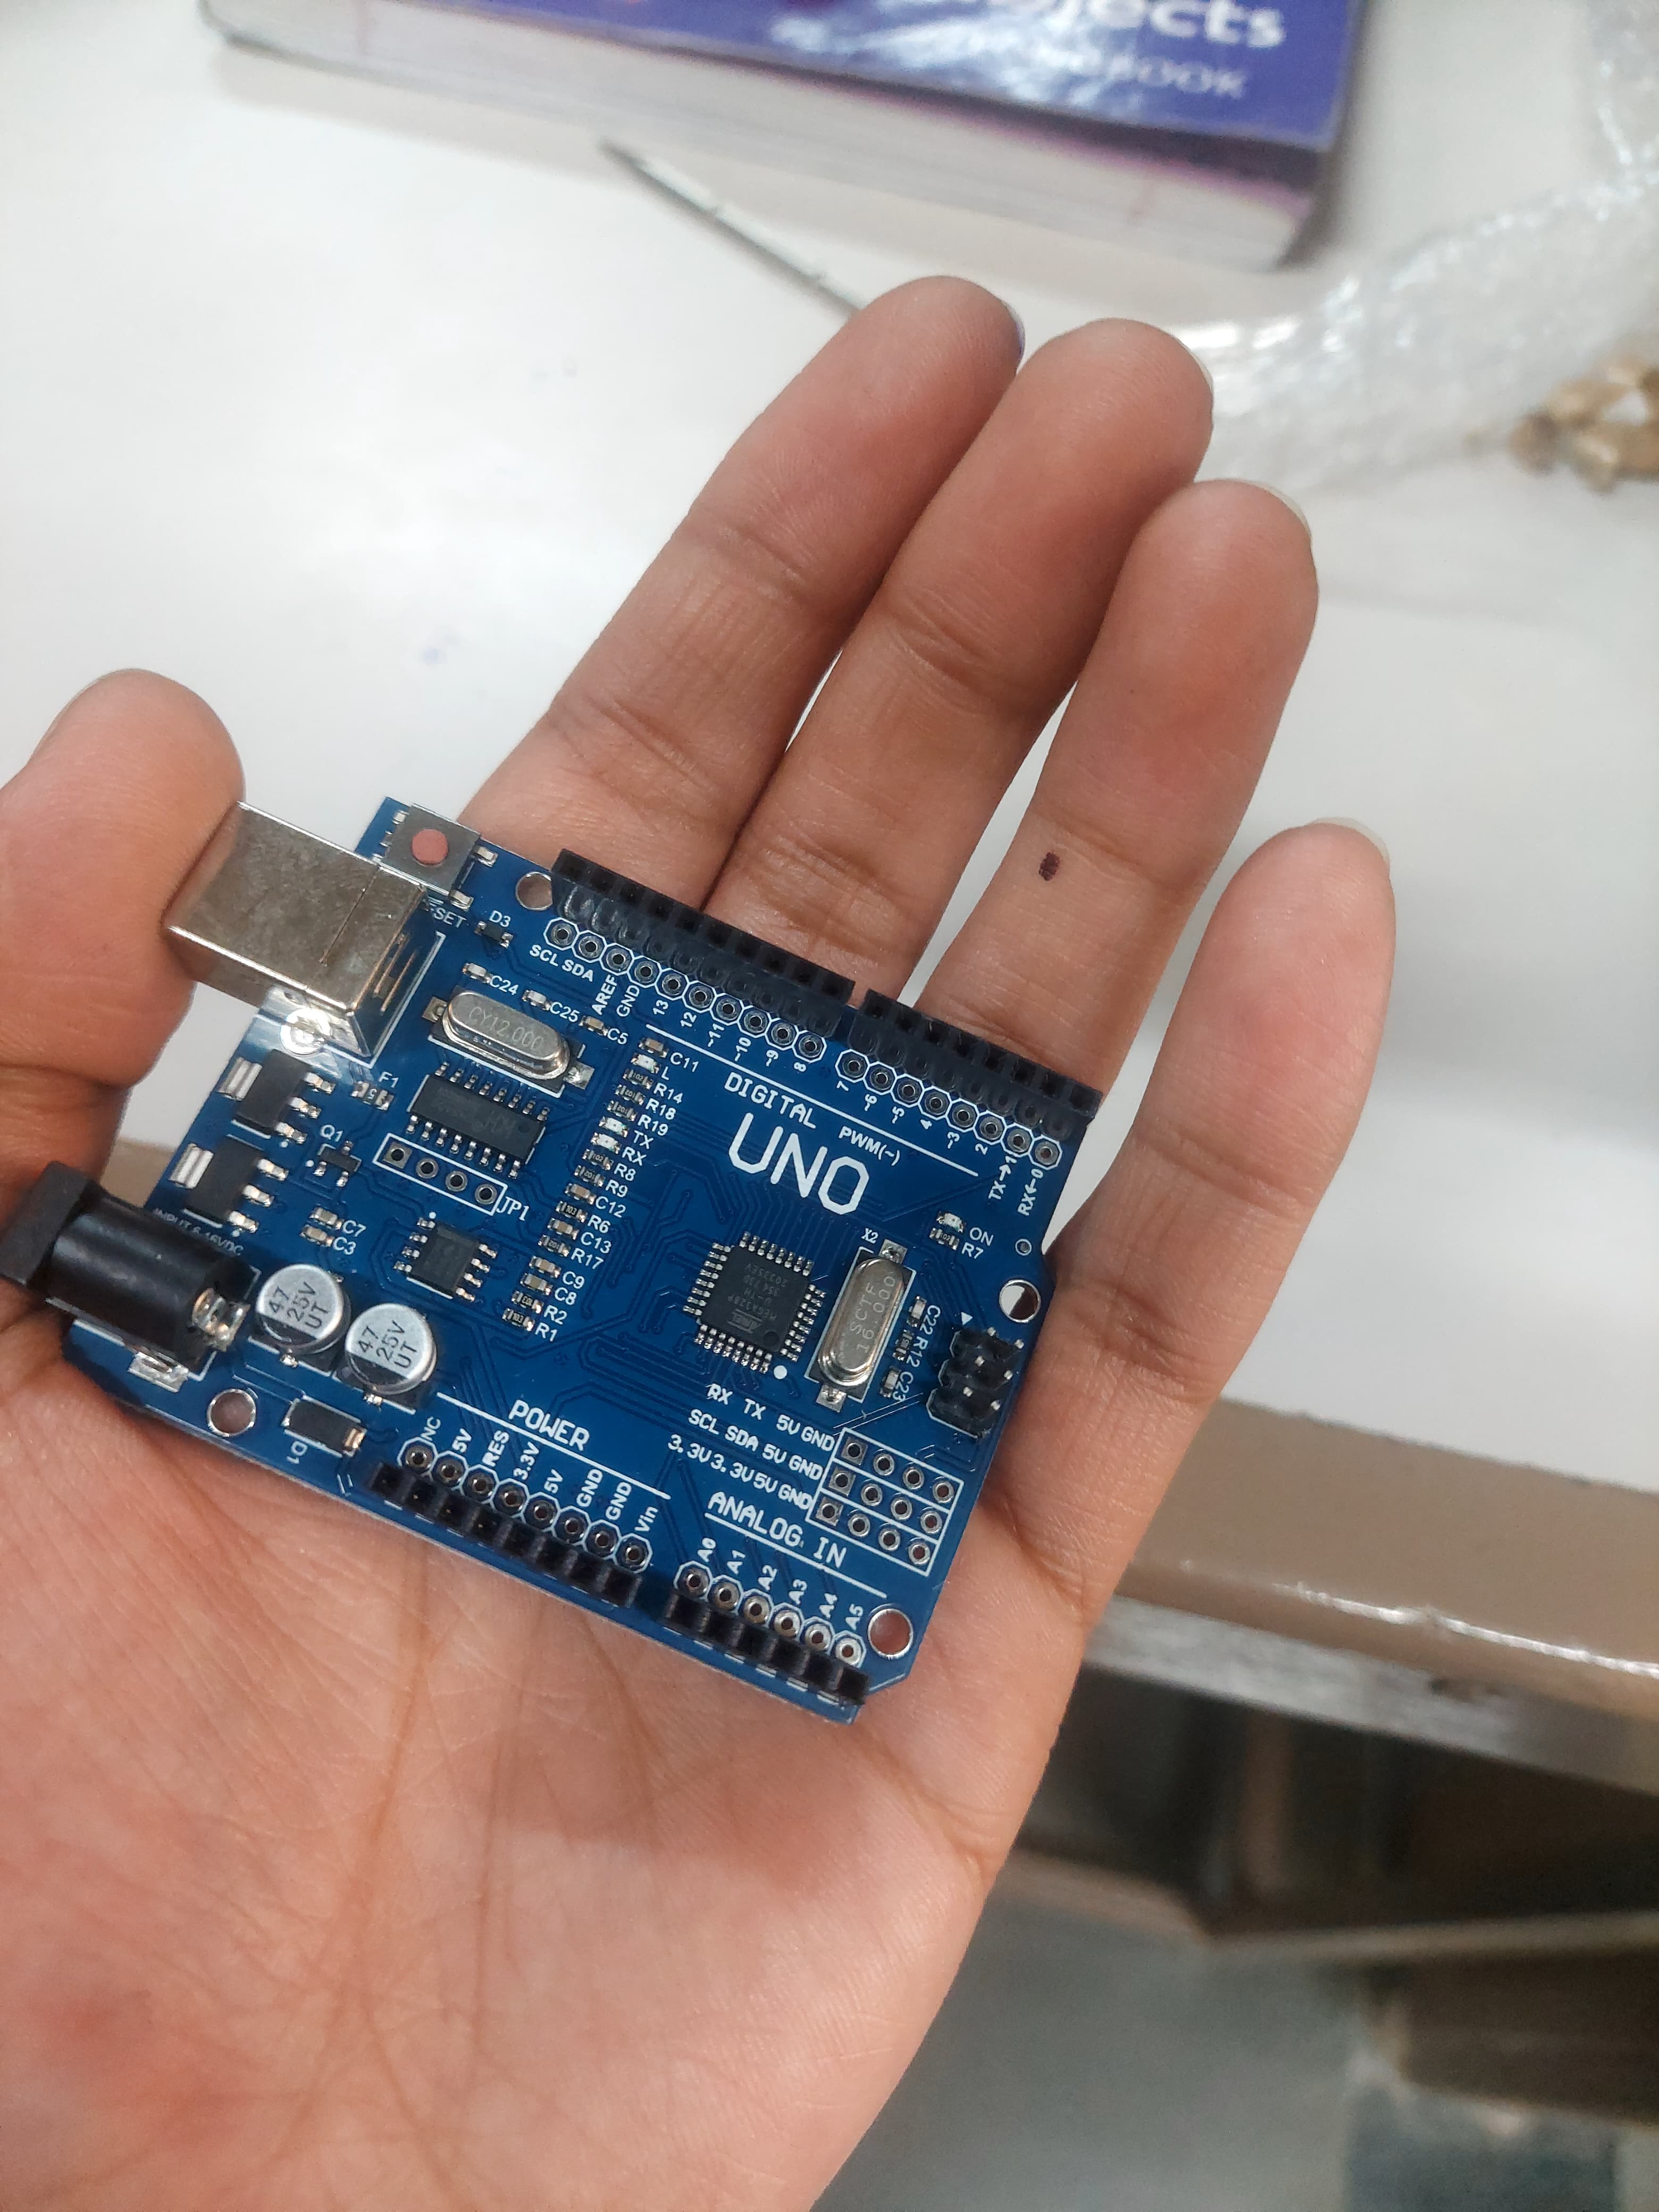 jects
BOOK
RESET
D3
SCL SDA
AREF
GND
13
12
~11
~10
~9
8
7
~6
~5
4
~3
2
TX→1
RX←0
C24
C25
C5
CY12.000
C11
L
R14
R18
R19
TX
RX
R8
R9
C12
R6
C13
R17
C9
C8
R2
R1
DIGITAL PWM(~)
UNO
F1
Q1
JP1
C7
C3
47
25V
UT
47
25V
UT
D1
X2
SCTF
16.000
ON
R7
C22
R12
C23
RX TX 5V GND
SCL SDA 5V GND
3.3V 3.3V 5V GND
POWER
NC
5V
RES
3.3V
5V
GND
GND
Vin
ANALOG IN
A0
A1
A2
A3
A4
A5